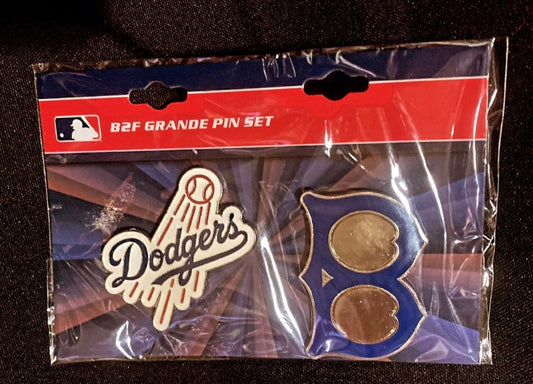 B2F GRANDE PIN SET
Dodgers
B